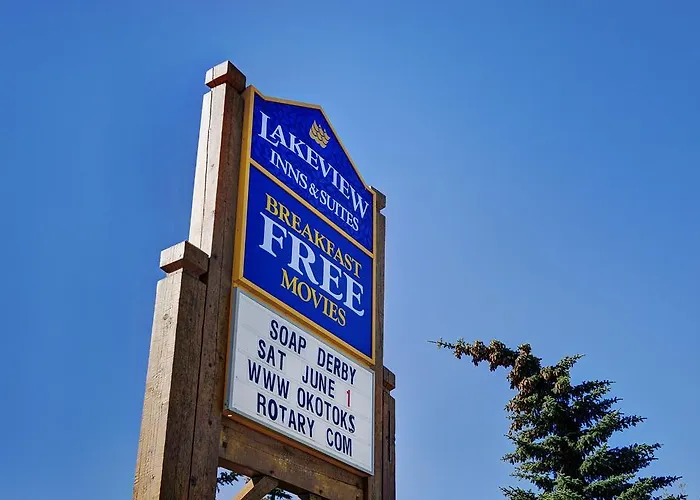 LAKEVIEW
INNS & SUITES
BREAKFAST
FREE
MOVIES
SOAP DERBY
SAT JUNE 1
WWW OKOTOKS
ROTARY COM